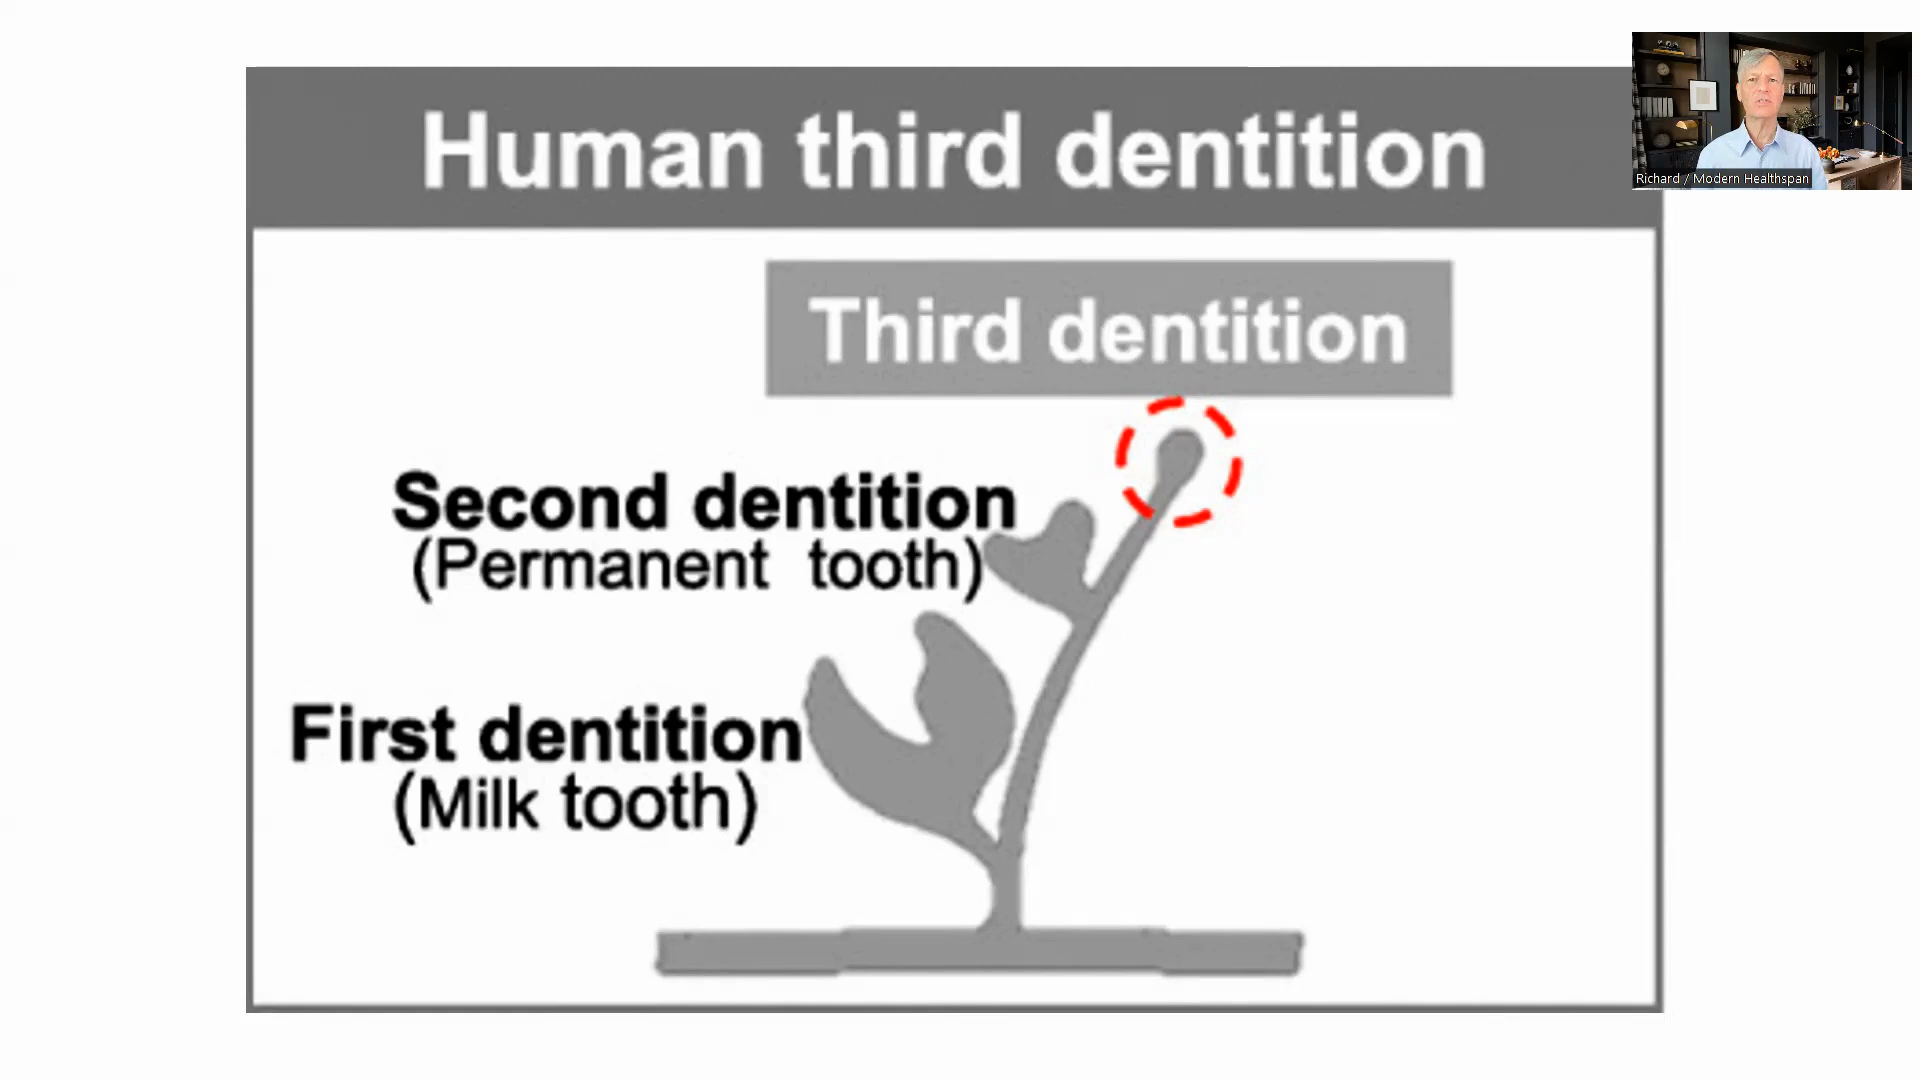 Human third dentition
Richard / Modern Healthspan
Third dentition
Second dentition
(Permanent tooth)
First dentition
(Milk tooth)